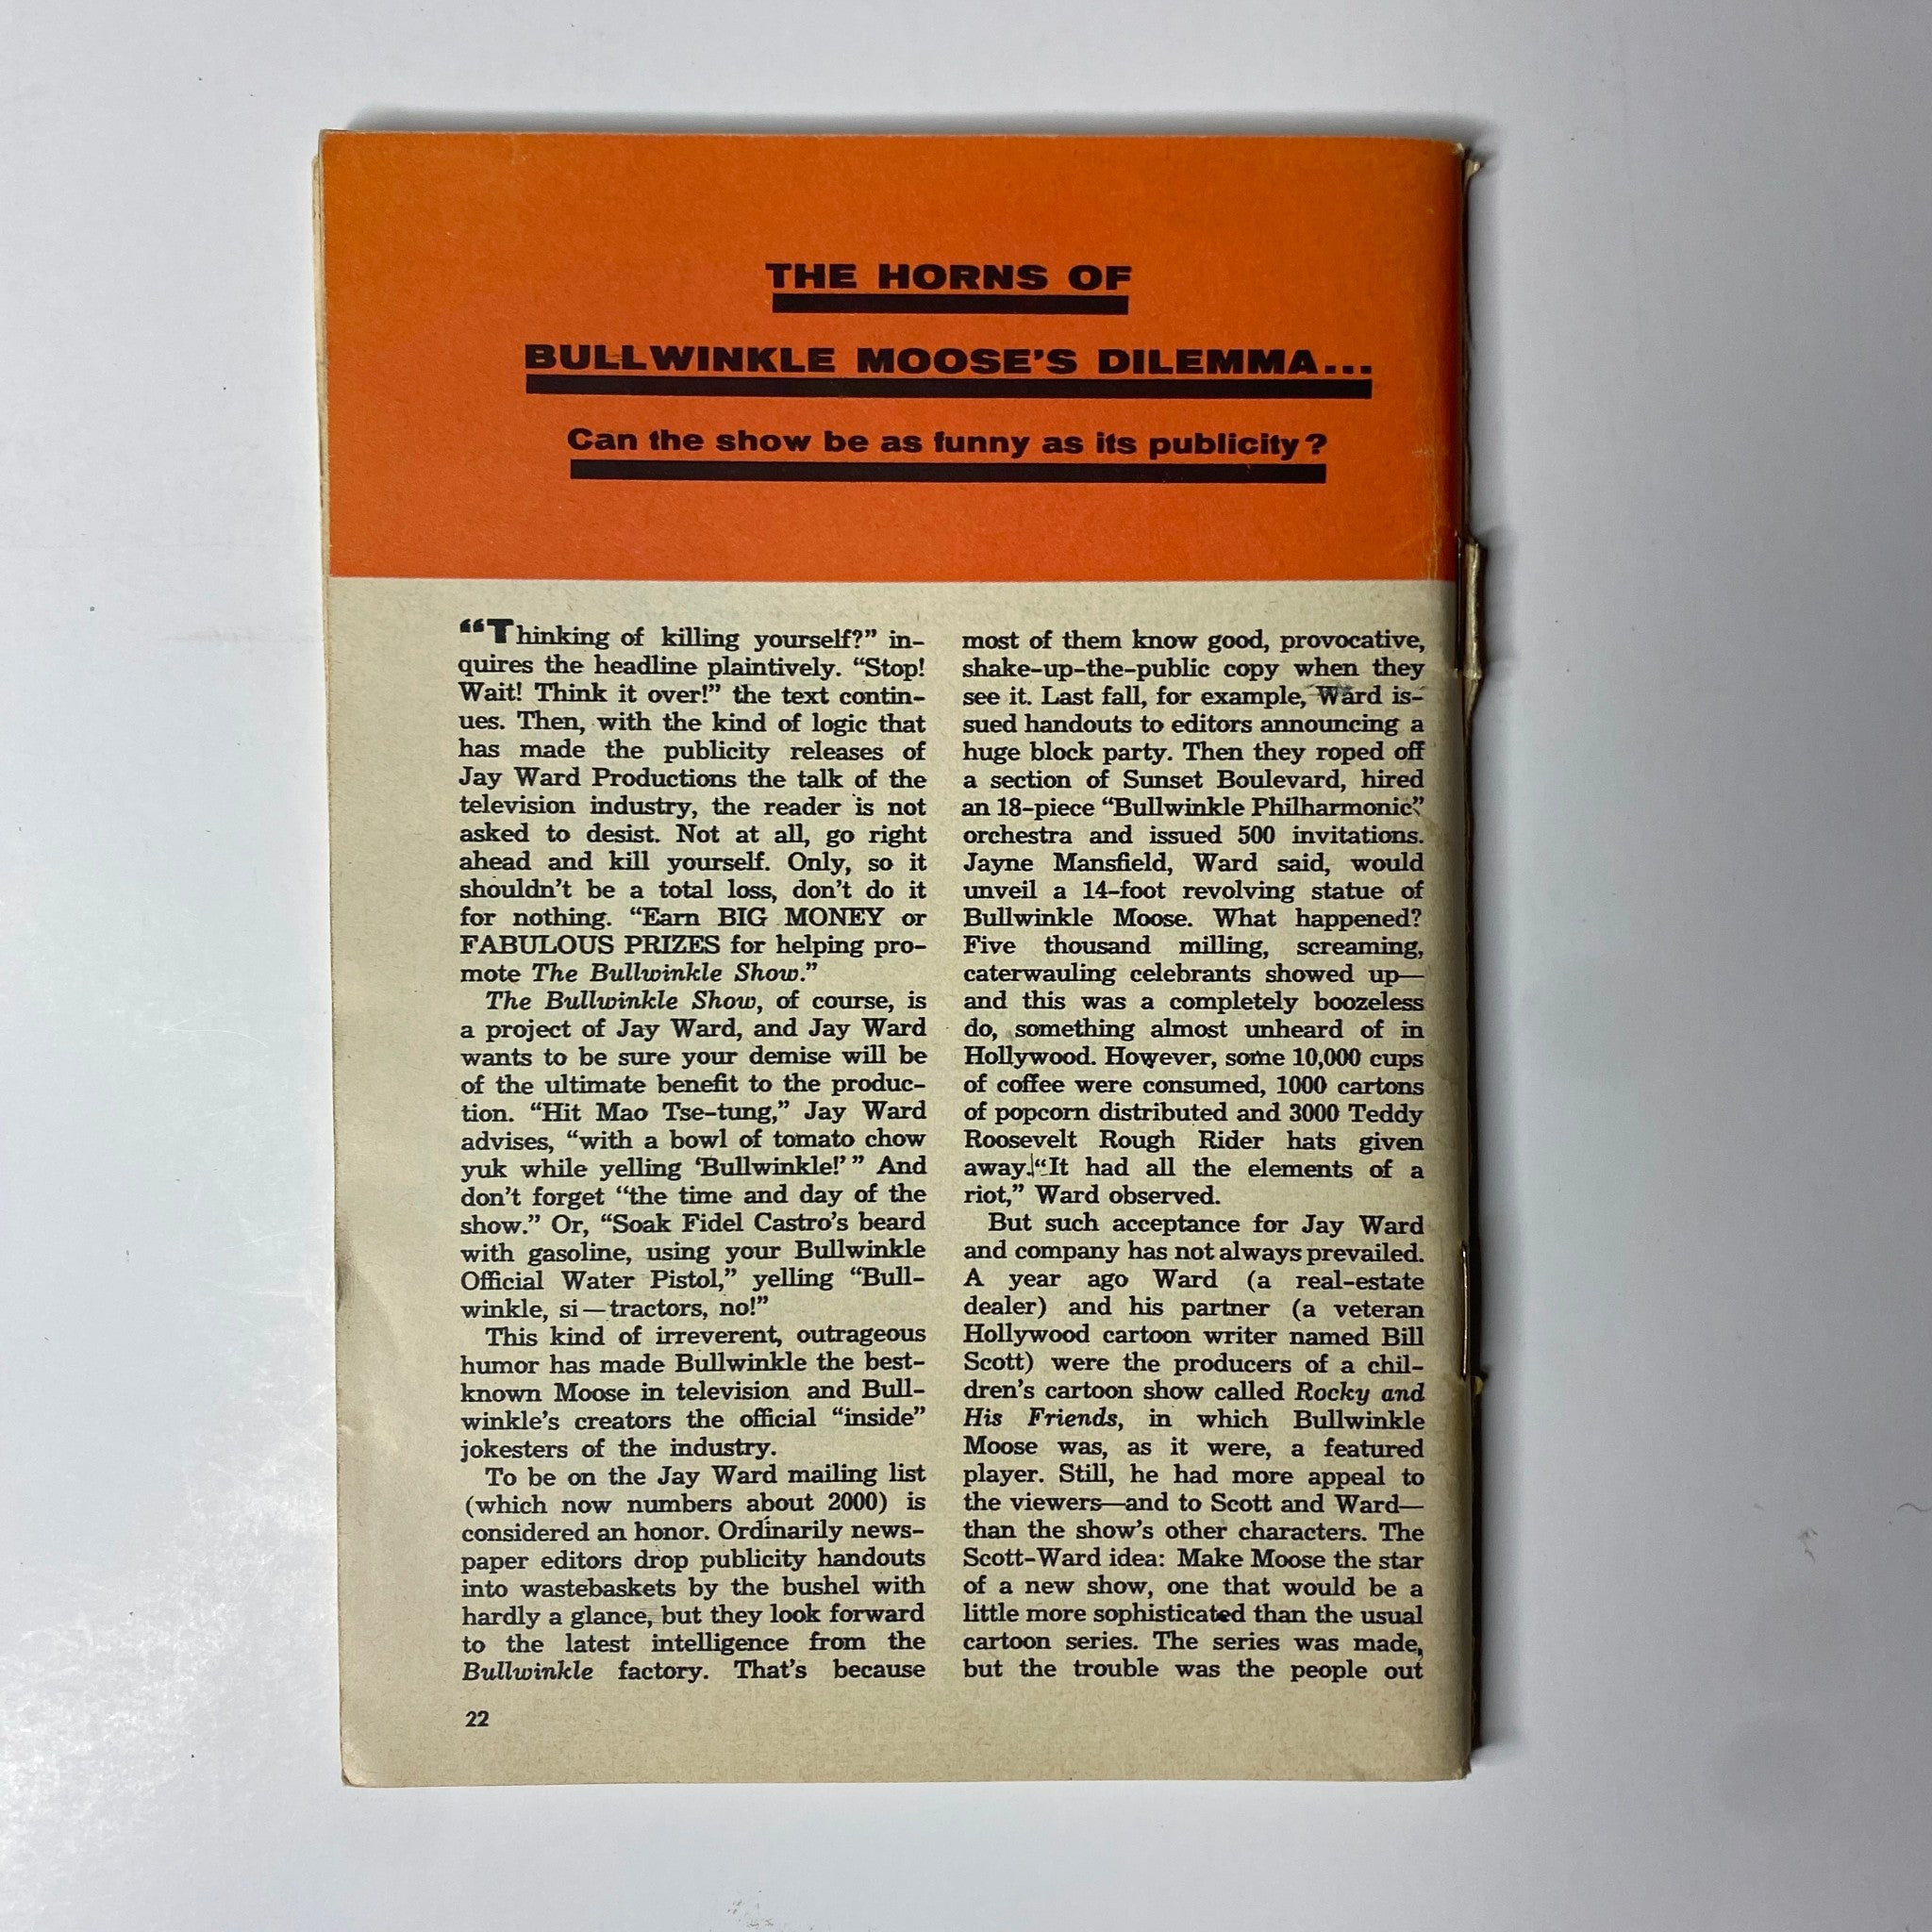 THE HORNS OF
BULLWINKLE MOOSE'S DILEMMA...
Can the show be as funny as its publicity?
“Thinking of killing yourself?” in-
quires the headline plaintively. “Stop!
Wait! Think it over!” the text contin-
ues. Then, with the kind of logic that
has made the publicity releases of
Jay Ward Productions the talk of the
television industry, the reader is not
asked to desist. Not at all, go right
ahead and kill yourself. Only, so it
shouldn't be a total loss, don't do it
for nothing. “Earn BIG MONEY or
FABULOUS PRIZES for helping pro-
mote The Bullwinkle Show.”
The Bullwinkle Show, of course, is
a project of Jay Ward, and Jay Ward
wants to be sure your demise will be
of the ultimate benefit to the produc-
tion. “Hit Mao Tse-tung,” Jay Ward
advises, “with a bowl of tomato chow
yuk while yelling ‘Bullwinkle!’” And
don't forget “the time and day of the
show.” Or, “Soak Fidel Castro's beard
with gasoline, using your Bullwinkle
Official Water Pistol,” yelling “Bull-
winkle, si—tractors, no!”
This kind of irreverent, outrageous
humor has made Bullwinkle the best-
known Moose in television and Bull-
winkle's creators the official “inside”
jokesters of the industry.
To be on the Jay Ward mailing list
(which now numbers about 2000) is
considered an honor. Ordinarily news-
paper editors drop publicity handouts
into wastebaskets by the bushel with
hardly a glance, but they look forward
to the latest intelligence from the
Bullwinkle factory. That's because
most of them know good, provocative,
shake-up-the-public copy when they
see it. Last fall, for example, Ward is-
sued handouts to editors announcing a
huge block party. Then they roped off
a section of Sunset Boulevard, hired
an 18-piece “Bullwinkle Philharmonic”
orchestra and issued 500 invitations.
Jayne Mansfield, Ward said, would
unveil a 14-foot revolving statue of
Bullwinkle Moose. What happened?
Five thousand milling, screaming,
caterwauling celebrants showed up—
and this was a completely boozeless
do, something almost unheard of in
Hollywood. However, some 10,000 cups
of coffee were consumed, 1000 cartons
of popcorn distributed and 3000 Teddy
Roosevelt Rough Rider hats given
away. “It had all the elements of a
riot,” Ward observed.
But such acceptance for Jay Ward
and company has not always prevailed.
A year ago Ward (a real-estate
dealer) and his partner (a veteran
Hollywood cartoon writer named Bill
Scott) were the producers of a chil-
dren's cartoon show called Rocky and
His Friends, in which Bullwinkle
Moose was, as it were, a featured
player. Still, he had more appeal to
the viewers—and to Scott and Ward—
than the show's other characters. The
Scott-Ward idea: Make Moose the star
of a new show, one that would be a
little more sophisticated than the usual
cartoon series. The series was made,
but the trouble was the people out
22